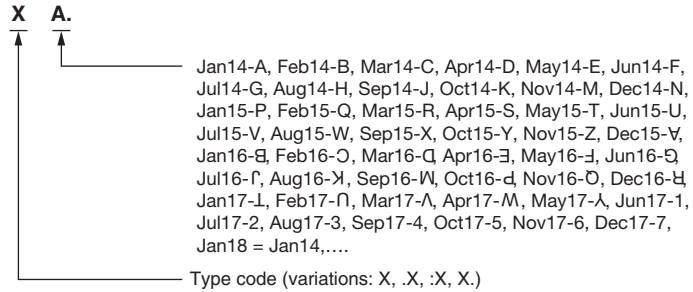 X A.
Jan14-A, Feb14-B, Mar14-C, Apr14-D, May14-E, Jun14-F,
Jul14-G, Aug14-H, Sep14-J, Oct14-K, Nov14-M, Dec14-N,
Jan15-P, Feb15-Q, Mar15-R, Apr15-S, May15-T, Jun15-U,
Jul15-V, Aug15-W, Sep15-X, Oct15-Y, Nov15-Z, Dec15-∀,
Jan16-ᗺ, Feb16-Ɔ, Mar16-ᗡ, Apr16-Ǝ, May16-Ⅎ, Jun16-⅁,
Jul16-ᒋ, Aug16-ꓘ, Sep16-ꟽ, Oct16-Ԁ, Nov16-Ꝺ, Dec16-ᴚ,
Jan17-⊥, Feb17-Ո, Mar17-Ʌ, Apr17-ʍ, May17-⅄, Jun17-1,
Jul17-2, Aug17-3, Sep17-4, Oct17-5, Nov17-6, Dec17-7,
Jan18 = Jan14,....
Type code (variations: X, .X, :X, X.)